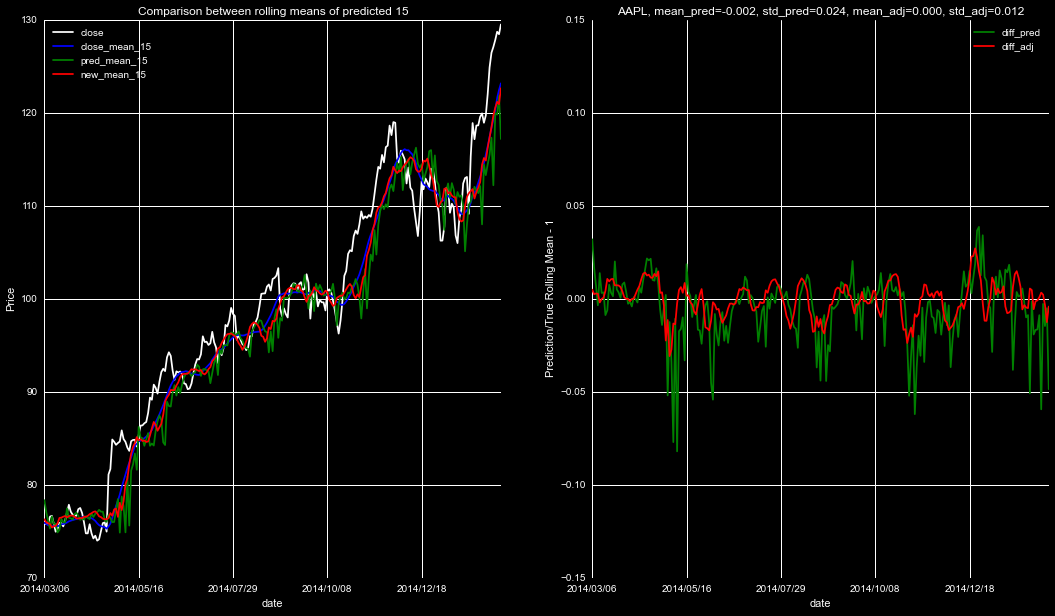 Comparison between rolling means of predicted 15
130
120
110
100
90
80
70
Price
close
close_mean_15
pred_mean_15
new_mean_15
2014/03/06
2014/05/16
2014/07/29
2014/10/08
2014/12/18
date
AAPL, mean_pred=-0.002, std_pred=0.024, mean_adj=0.000, std_adj=0.012
0.15
0.10
0.05
0.00
−0.05
−0.10
−0.15
Prediction/True Rolling Mean - 1
diff_pred
diff_adj
2014/03/06
2014/05/16
2014/07/29
2014/10/08
2014/12/18
date